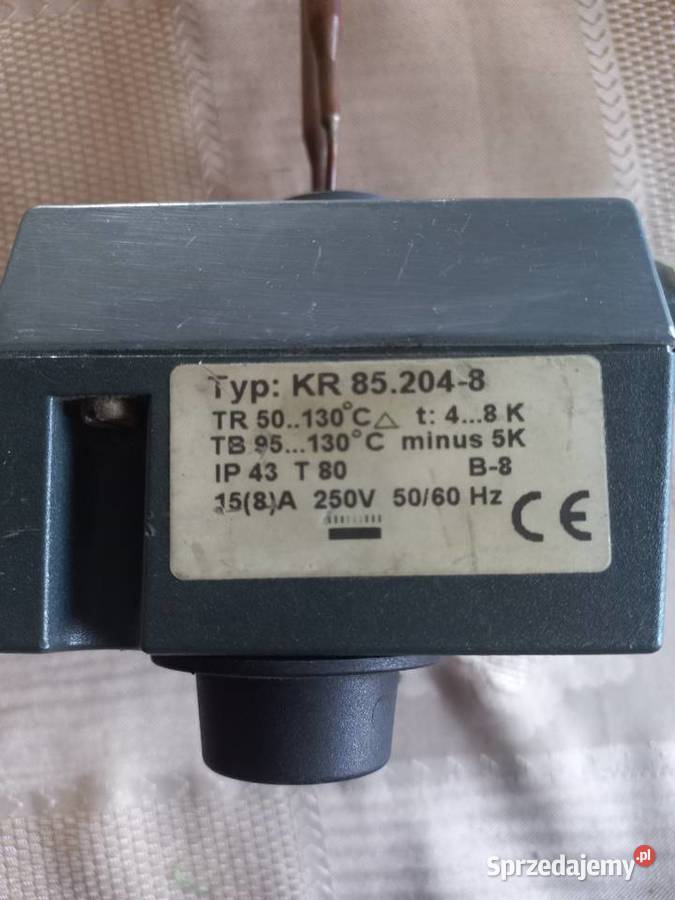 Typ: KR 85.204-8
TR 50..130°C△ t: 4...8 K
TB 95...130°C minus 5K
IP 43 T 80 B-8
15(8)A 250V 50/60 Hz
CE
Sprzedajemy.pl